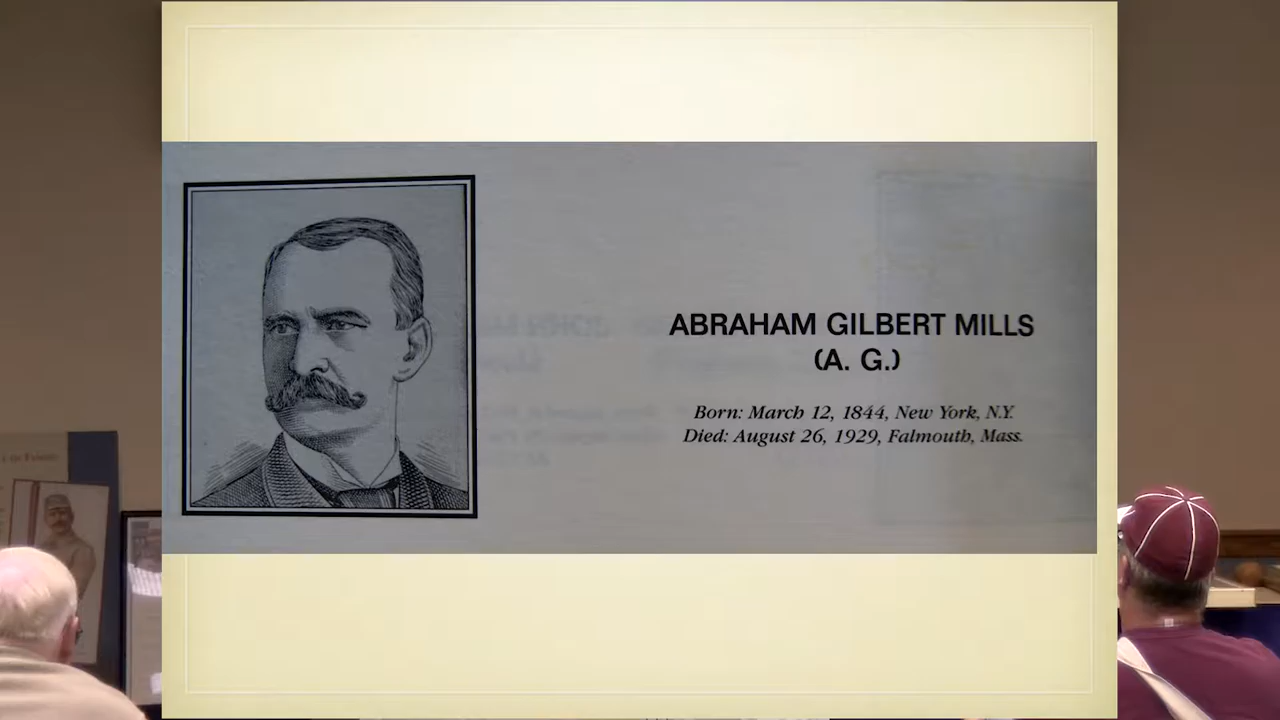 ABRAHAM GILBERT MILLS
(A. G.)
Born: March 12, 1844, New York, N.Y.
Died: August 26, 1929, Falmouth, Mass.